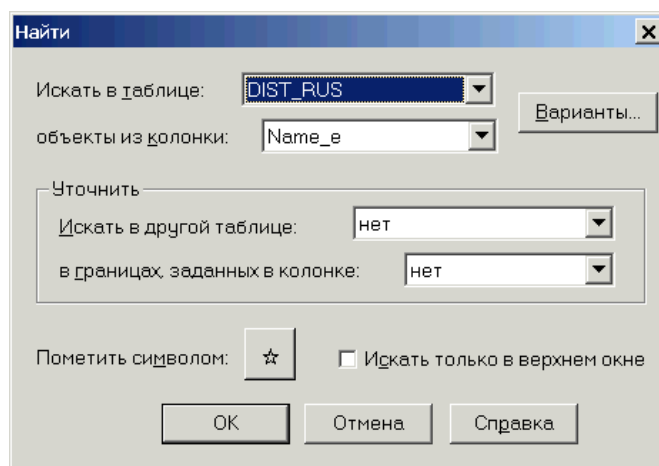 Найти
Искать в таблице: DIST_RUS
Варианты...
объекты из колонки: Name_e
Уточнить
Искать в другой таблице: нет
в границах, заданных в колонке: нет
Пометить символом: ☆ Искать только в верхнем окне
OK Отмена Справка